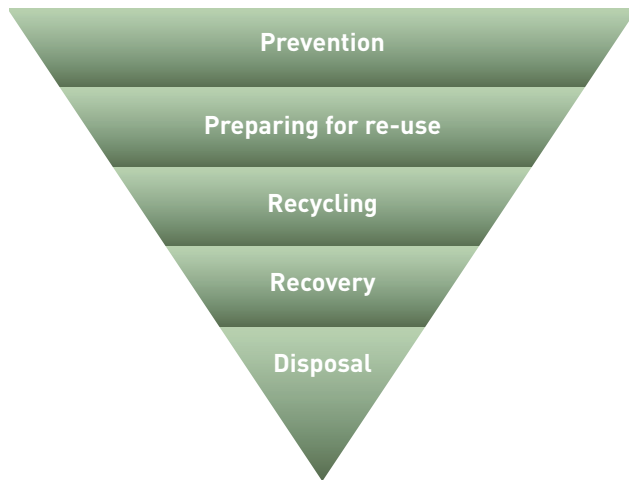 Prevention
Preparing for re-use
Recycling
Recovery
Disposal